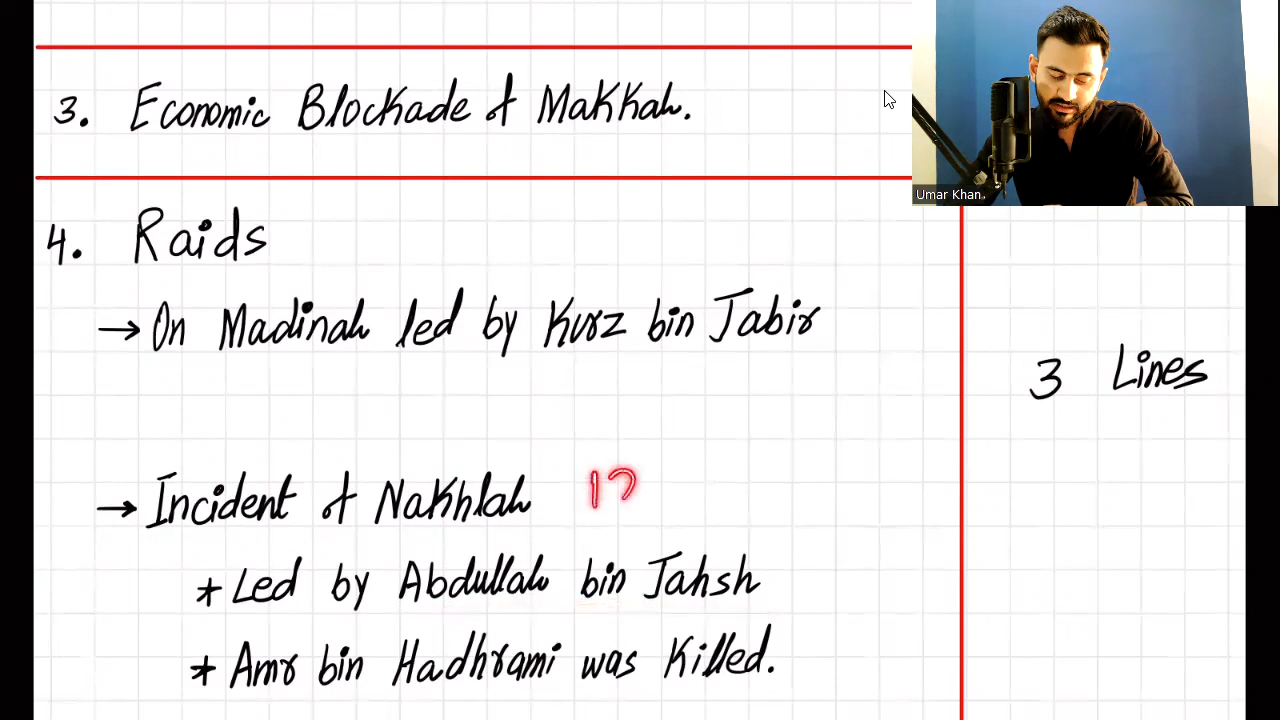 3. Economic Blockade of Makkah.
Umar Khan
4. Raids
→ On Madinah led by Kurz bin Jabir
3 Lines
→ Incident of Nakhlah 12
* Led by Abdullah bin Jahsh
* Amr bin Hadhrami was Killed.